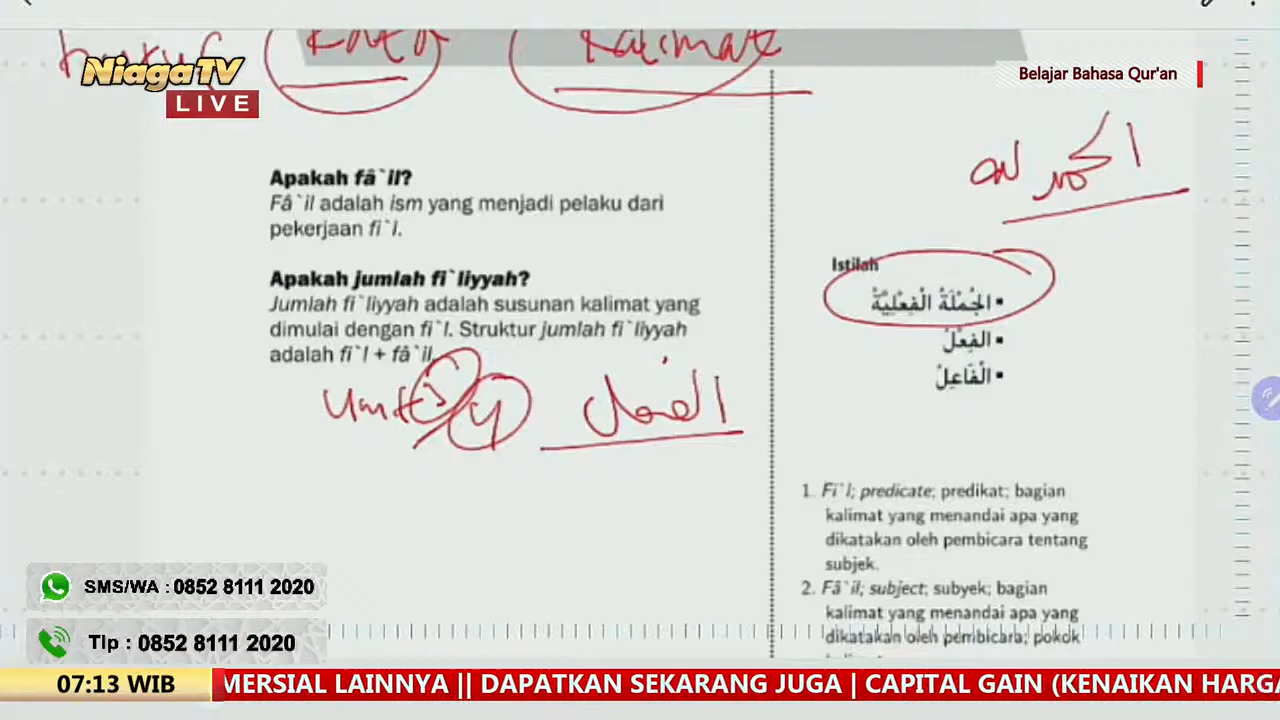 huruf Kata Kalimat
NiagaTV
LIVE
Belajar Bahasa Qur'an
الحمد لله
Apakah fâ`il?
Fâ`il adalah ism yang menjadi pelaku dari
pekerjaan fi`l.
Apakah jumlah fi`liyyah?
Jumlah fi`liyyah adalah susunan kalimat yang
dimulai dengan fi`l. Struktur jumlah fi`liyyah
adalah fi`l + fâ`il.
Istilah
▪ الْجُمْلَةُ الْفِعْلِيَّةُ
▪ الْفِعْلُ
▪ الْفَاعِلُ
1. Fi`l; predicate; predikat; bagian
kalimat yang menandai apa yang
dikatakan oleh pembicara tentang
subjek.
2. Fâ`il; subject; subyek; bagian
kalimat yang menandai apa yang
dikatakan oleh pembicara; pokok
SMS/WA : 0852 8111 2020
Tlp : 0852 8111 2020
07:13 WIB
MERSIAL LAINNYA || DAPATKAN SEKARANG JUGA | CAPITAL GAIN (KENAIKAN HARGA